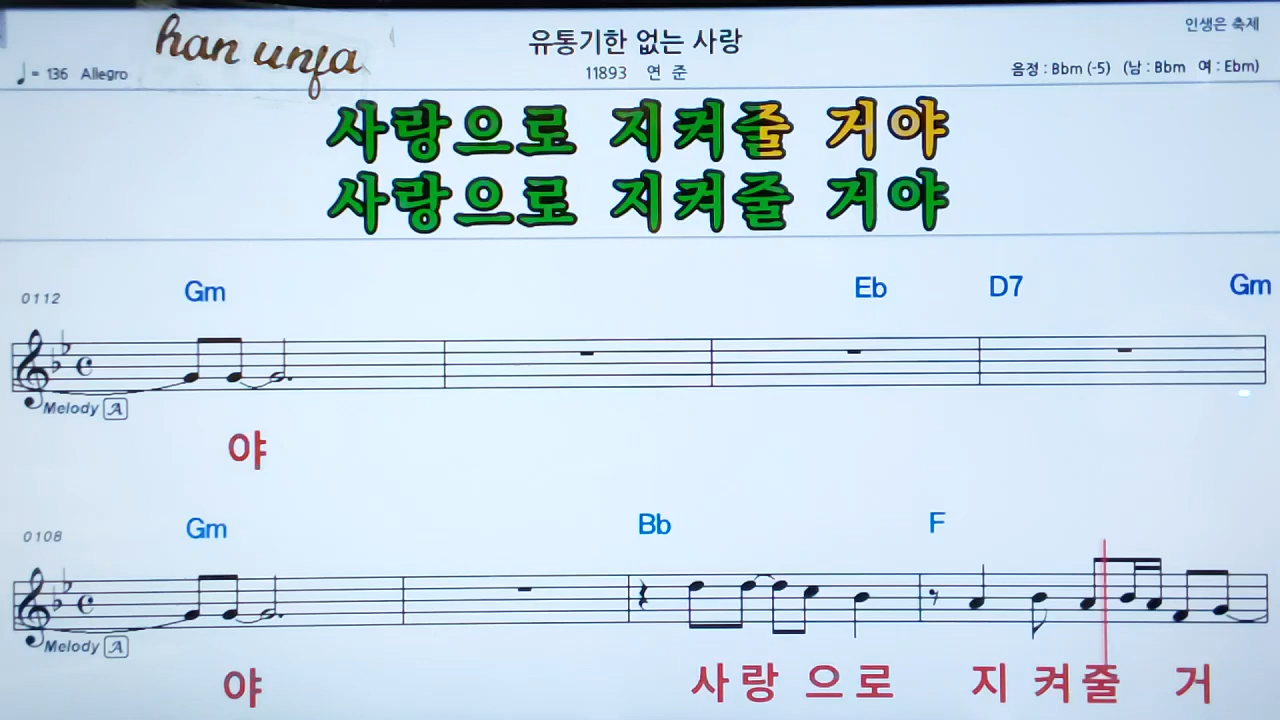 han unfa
유통기한 없는 사랑
인생은 축제
♩= 136 Allegro
11893 연 준
음정 : Bbm (-5) (남 : Bbm 여 : Ebm)
사랑으로 지켜줄 거야
사랑으로 지켜줄 거야
0112 Gm Eb D7 Gm
Melody A
야
0108 Gm Bb F
Melody A
야 사랑 으로 지 켜줄 거